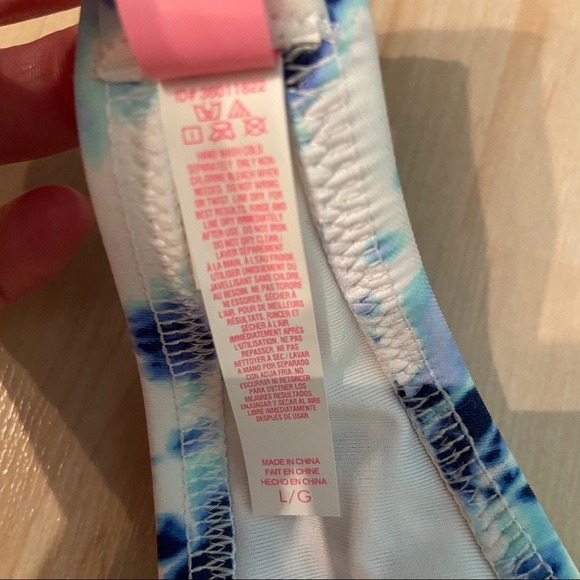 ID# 38011822
HAND WASH COLD
SEPARATELY. ONLY NON-
CHLORINE BLEACH WHEN
NEEDED. DO NOT WRING
OR TWIST. LINE DRY FOR
BEST RESULTS, RINSE AND
LINE DRY IMMEDIATELY
AFTER USE. DO NOT IRON.
DO NOT DRY CLEAN /
LAVER SÉPAREMENT
À LA MAIN, À L'EAU FROIDE.
UTILISER UNIQUEMENT DU
JAVELLISANT SANS CHLORE,
AU BESOIN. NE PAS TORDRE
NI ESSORER. SÉCHER À
L'AIR. POUR DE MEILLEURS
RÉSULTATS, RINCER ET
SÉCHER À L'AIR
IMMÉDIATEMENT APRÈS
UTILISATION. NE PAS
REPASSER. NE PAS
NETTOYER À SEC / LAVAR
A MANO POR SEPARADO
CON AGUA FRIA. NO
ESCURRIR NI RETORCER
PARA OBTENER LOS
MEJORES RESULTADOS
ENJUAGAR Y SECAR AL AIRE
LIBRE INMEDIATAMENTE
DESPUÉS DE USAR
MADE IN CHINA
FAIT EN CHINE
HECHO EN CHINA
L/G